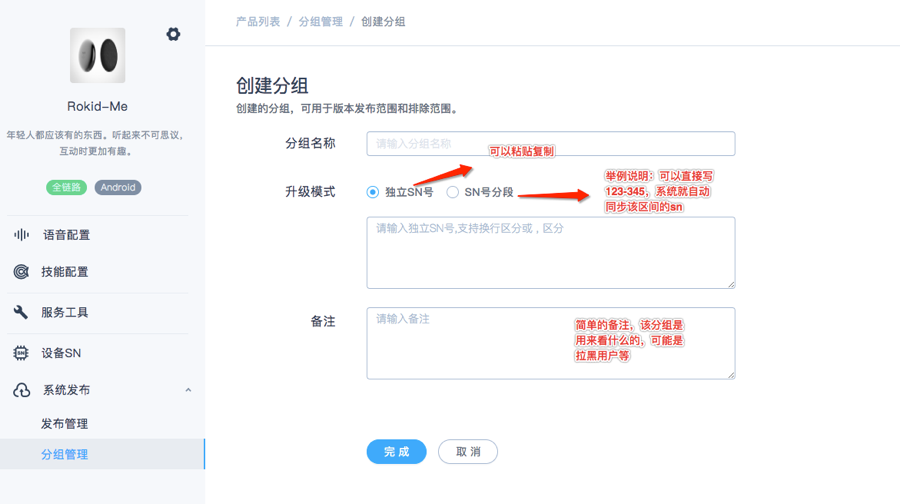 产品列表 / 分组管理 / 创建分组
Rokid-Me
年轻人都应该有的东西。听起来不可思议，
互动时更加有趣。
全链路 Android
语音配置
技能配置
服务工具
SN
设备SN
系统发布
发布管理
分组管理
创建分组
创建的分组，可用于版本发布范围和排除范围。
分组名称 请输入分组名称
可以粘贴复制
升级模式 独立SN号 SN号分段
举例说明：可以直接写
123-345，系统就自动
同步该区间的sn
请输入独立SN号,支持换行区分或 , 区分
备注 请输入备注
简单的备注，该分组是
用来看什么的，可能是
拉黑用户等
完成 取消